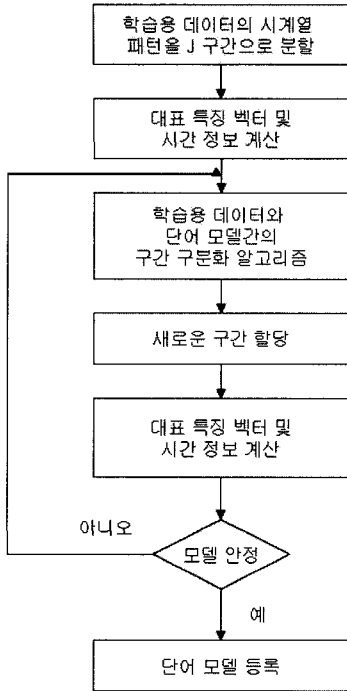 학습용 데이터의 시계열
패턴을 J 구간으로 분할
대표 특징 벡터 및
시간 정보 계산
학습용 데이터와
단어 모델간의
구간 구분화 알고리즘
새로운 구간 할당
대표 특징 벡터 및
시간 정보 계산
아니오
모델 안정
예
단어 모델 등록